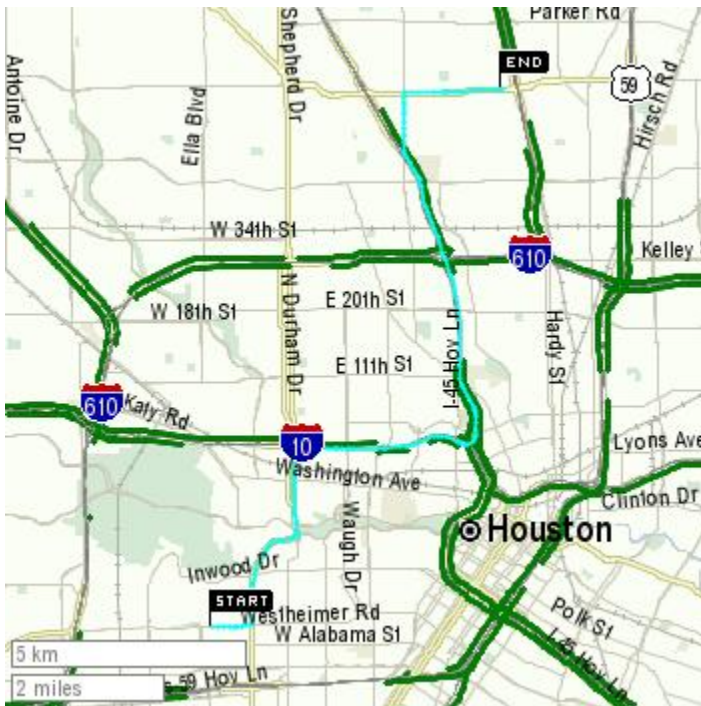 Parker Rd
Shepherd Dr
END
59
Antoine Dr
Ella Blvd
Hirsch Rd
W 34th St
610
Kelley
W 18th St
E 20th St
N Durham Dr
I-45 Hov Ln
Hardy St
E 11th St
610
Katy Rd
10
Lyons Ave
Washington Ave
Clinton Dr
Waugh Dr
Houston
Inwood Dr
START
Westheimer Rd
W Alabama St
Polk St
I-45 Hov Ln
5 km
s 59 Hov Ln
2 miles